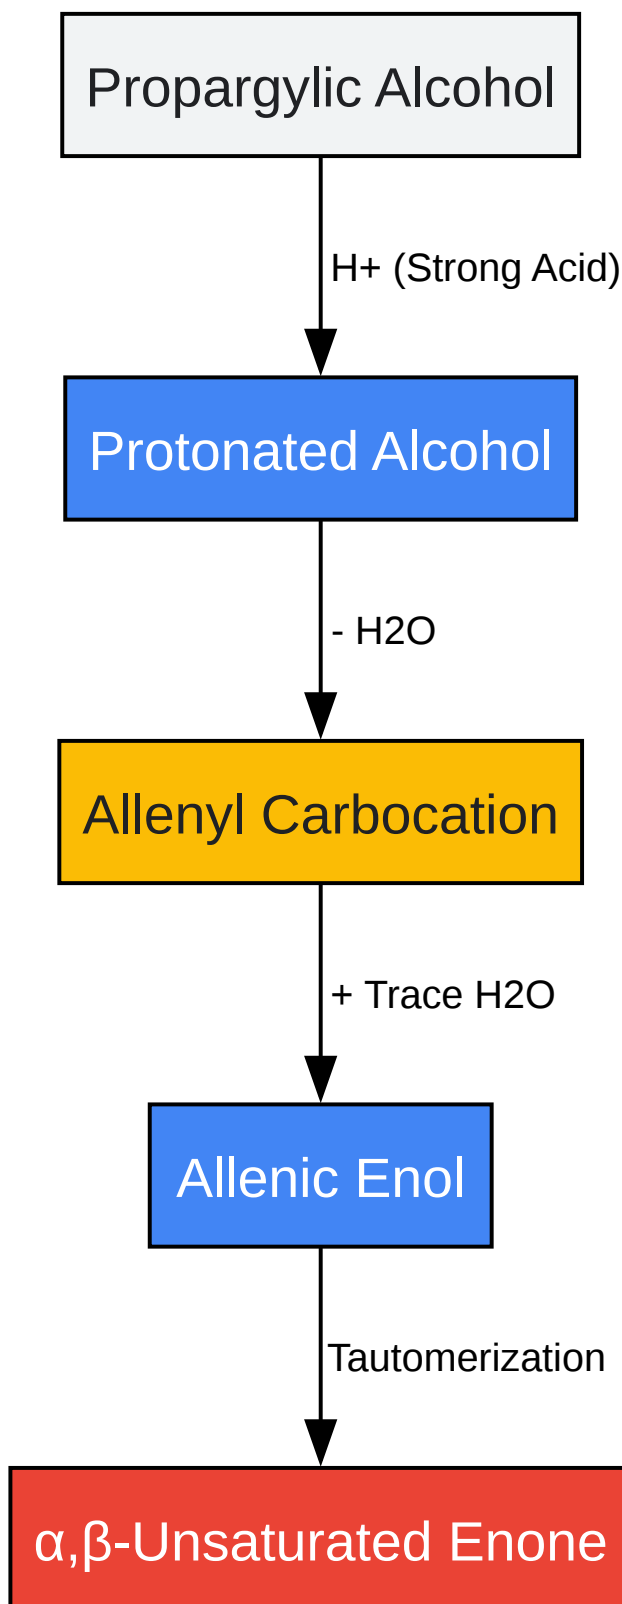 Propargylic Alcohol
H+ (Strong Acid)
Protonated Alcohol
- H2O
Allenyl Carbocation
+ Trace H2O
Allenic Enol
Tautomerization
α,β-Unsaturated Enone